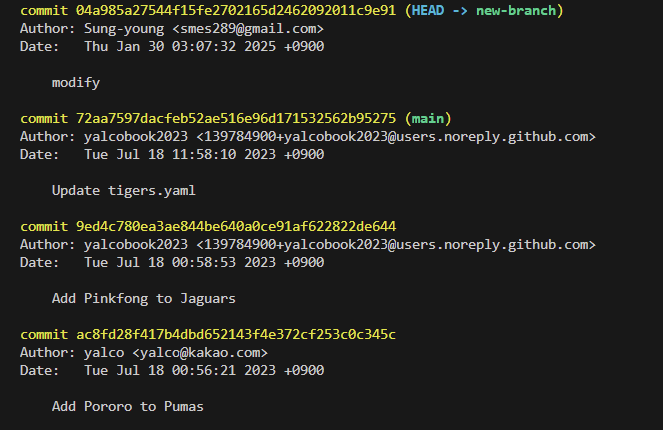 commit 04a985a27544f15fe2702165d2462092011c9e91 (HEAD -> new-branch)
Author: Sung-young <smes289@gmail.com>
Date:   Thu Jan 30 03:07:32 2025 +0900
modify
commit 72aa7597dacfeb52ae516e96d171532562b95275 (main)
Author: yalcobook2023 <139784900+yalcobook2023@users.noreply.github.com>
Date:   Tue Jul 18 11:58:10 2023 +0900
Update tigers.yaml
commit 9ed4c780ea3ae844be640a0ce91af622822de644
Author: yalcobook2023 <139784900+yalcobook2023@users.noreply.github.com>
Date:   Tue Jul 18 00:58:53 2023 +0900
Add Pinkfong to Jaguars
commit ac8fd28f417b4dbd652143f4e372cf253c0c345c
Author: yalco <yalco@kakao.com>
Date:   Tue Jul 18 00:56:21 2023 +0900
Add Pororo to Pumas